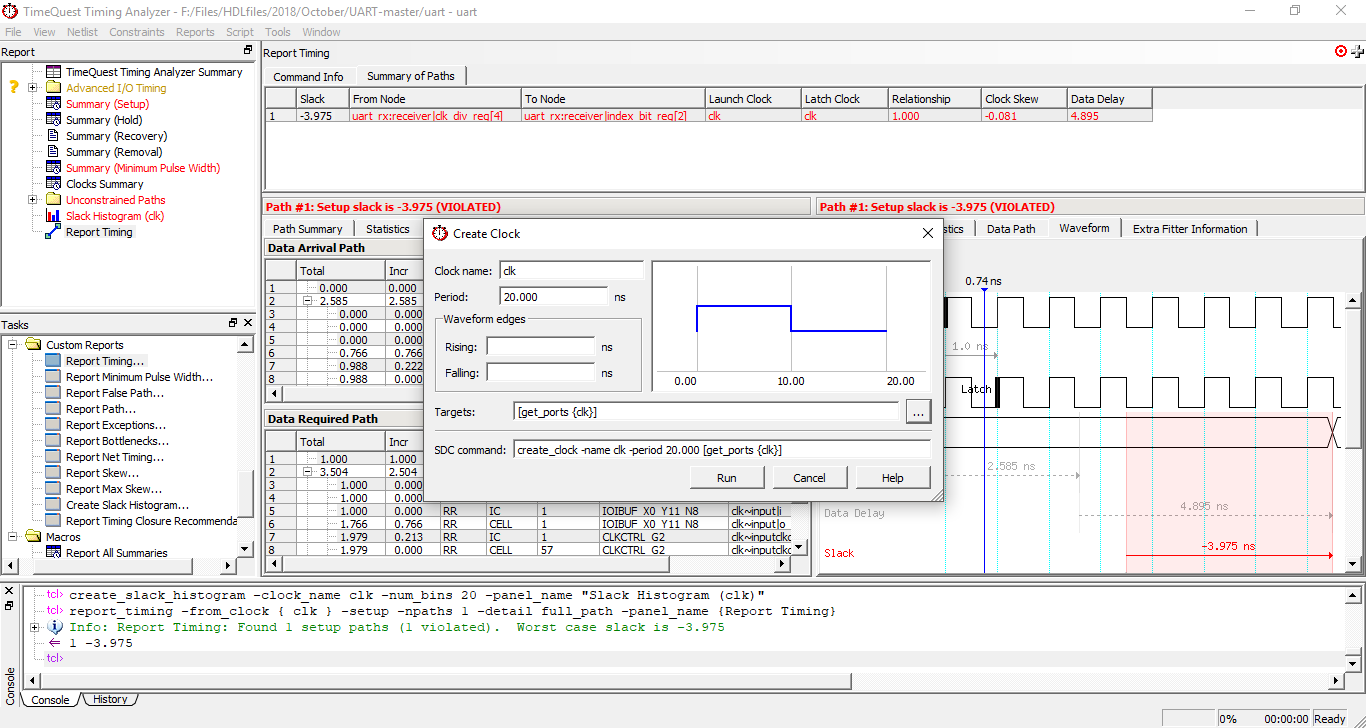 TimeQuest Timing Analyzer - F:/Files/HDLfiles/2018/October/UART-master/uart - uart
File View Netlist Constraints Reports Script Tools Window
Report
TimeQuest Timing Analyzer Summary
Advanced I/O Timing
Summary (Setup)
Summary (Hold)
Summary (Recovery)
Summary (Removal)
Summary (Minimum Pulse Width)
Clocks Summary
Unconstrained Paths
Slack Histogram (clk)
Report Timing
Tasks
Custom Reports
Report Timing...
Report Minimum Pulse Width...
Report False Path...
Report Path...
Report Exceptions...
Report Bottlenecks...
Report Net Timing...
Report Skew...
Report Max Skew...
Create Slack Histogram...
Report Timing Closure Recommenda
Macros
Report All Summaries
Report Timing
Command Info Summary of Paths
Slack From Node To Node Launch Clock Latch Clock Relationship Clock Skew Data Delay
1 -3.975 uart_rx:receiver|clk_div_reg[4] uart_rx:receiver|index_bit_reg[2] clk clk 1.000 -0.081 4.895
Path #1: Setup slack is -3.975 (VIOLATED)
Path Summary Statistics
Data Arrival Path
Total Incr
1 0.000 0.000
2 2.585 2.585
3 0.000 0.000
4 0.000 0.000
5 0.000 0.000
6 0.766 0.766
7 0.988 0.222
8 0.988 0.000
Data Required Path
Total Incr
1 1.000 1.000
2 3.504 2.504
3 1.000 0.000
4 1.000 0.000
5 1.000 0.000 RR IC 1 IOIBUF_X0_Y11_N8 clk~input|i
6 1.766 0.766 RR CELL 1 IOIBUF_X0_Y11_N8 clk~input|o
7 1.979 0.213 RR IC 1 CLKCTRL_G2 clk~inputclkc
8 1.979 0.000 RR CELL 57 CLKCTRL_G2 clk~inputclkc
Path #1: Setup slack is -3.975 (VIOLATED)
stics Data Path Waveform Extra Fitter Information
0.74 ns
1.0 ns
Latch
2.585 ns
Data Delay
4.895 ns
Slack
-3.975 ns
Create Clock
Clock name: clk
Period: 20.000 ns
Waveform edges
Rising: ns
Falling: ns
0.00 10.00 20.00
Targets: [get_ports {clk}] ...
SDC command: create_clock -name clk -period 20.000 [get_ports {clk}]
Run Cancel Help
tcl> create_slack_histogram -clock_name clk -num_bins 20 -panel_name "Slack Histogram (clk)"
tcl> report_timing -from_clock { clk } -setup -npaths 1 -detail full_path -panel_name {Report Timing}
Info: Report Timing: Found 1 setup paths (1 violated). Worst case slack is -3.975
1 -3.975
tcl>
Console
Console History
0% 00:00:00 Ready